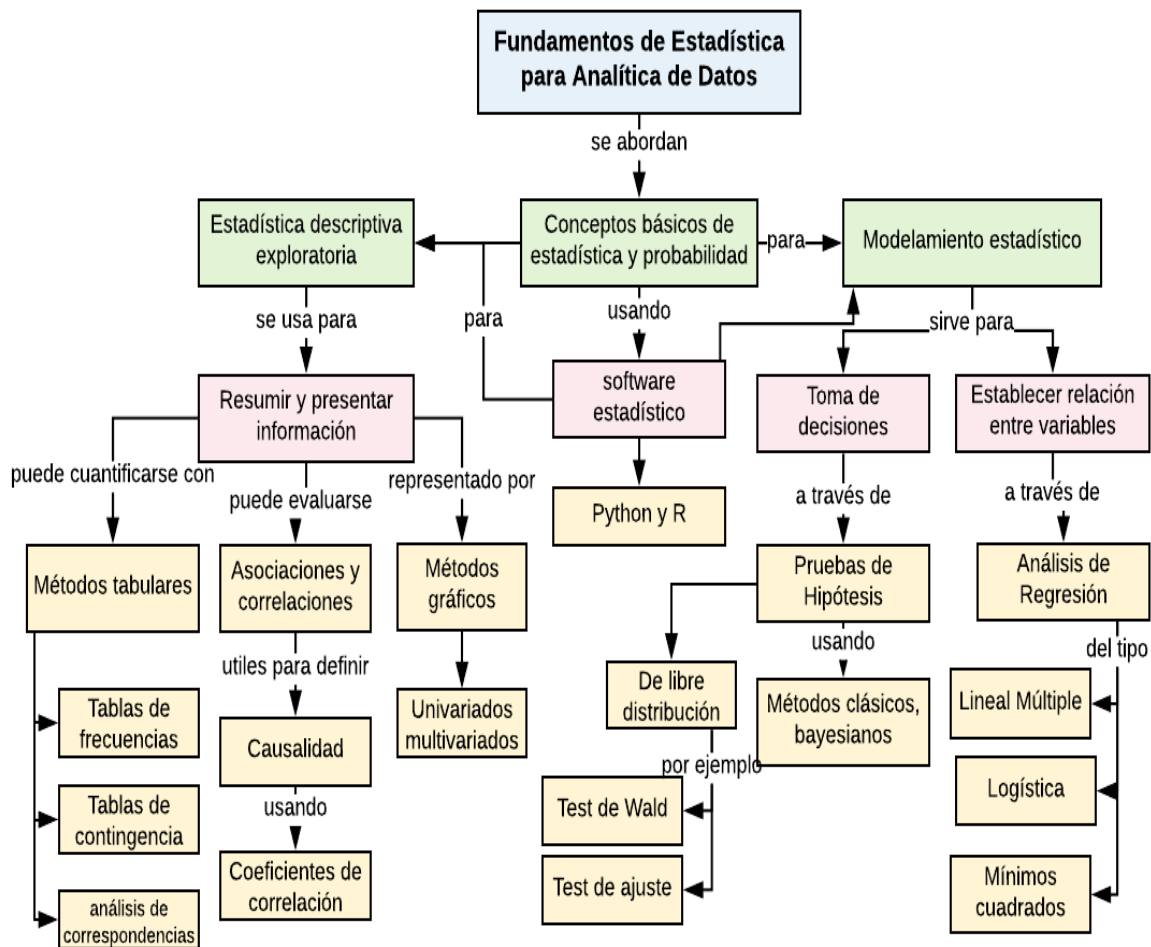 Fundamentos de Estadística
para Analítica de Datos
se abordan
Estadística descriptiva
exploratoria
Conceptos básicos de
estadística y probabilidad
para
Modelamiento estadístico
se usa para
para
usando
sirve para
Resumir y presentar
información
software
estadístico
Toma de
decisiones
Establecer relación
entre variables
puede cuantificarse con
puede evaluarse
representado por
Python y R
a través de
a través de
Métodos tabulares
Asociaciones y
correlaciones
Métodos
gráficos
Pruebas de
Hipótesis
Análisis de
Regresión
utiles para definir
usando
del tipo
Tablas de
frecuencias
Causalidad
Univariados
multivariados
De libre
distribución
Métodos clásicos,
bayesianos
Lineal Múltiple
por ejemplo
Tablas de
contingencia
usando
Test de Wald
Logística
Coeficientes de
correlación
Test de ajuste
Mínimos
cuadrados
análisis de
correspondencias